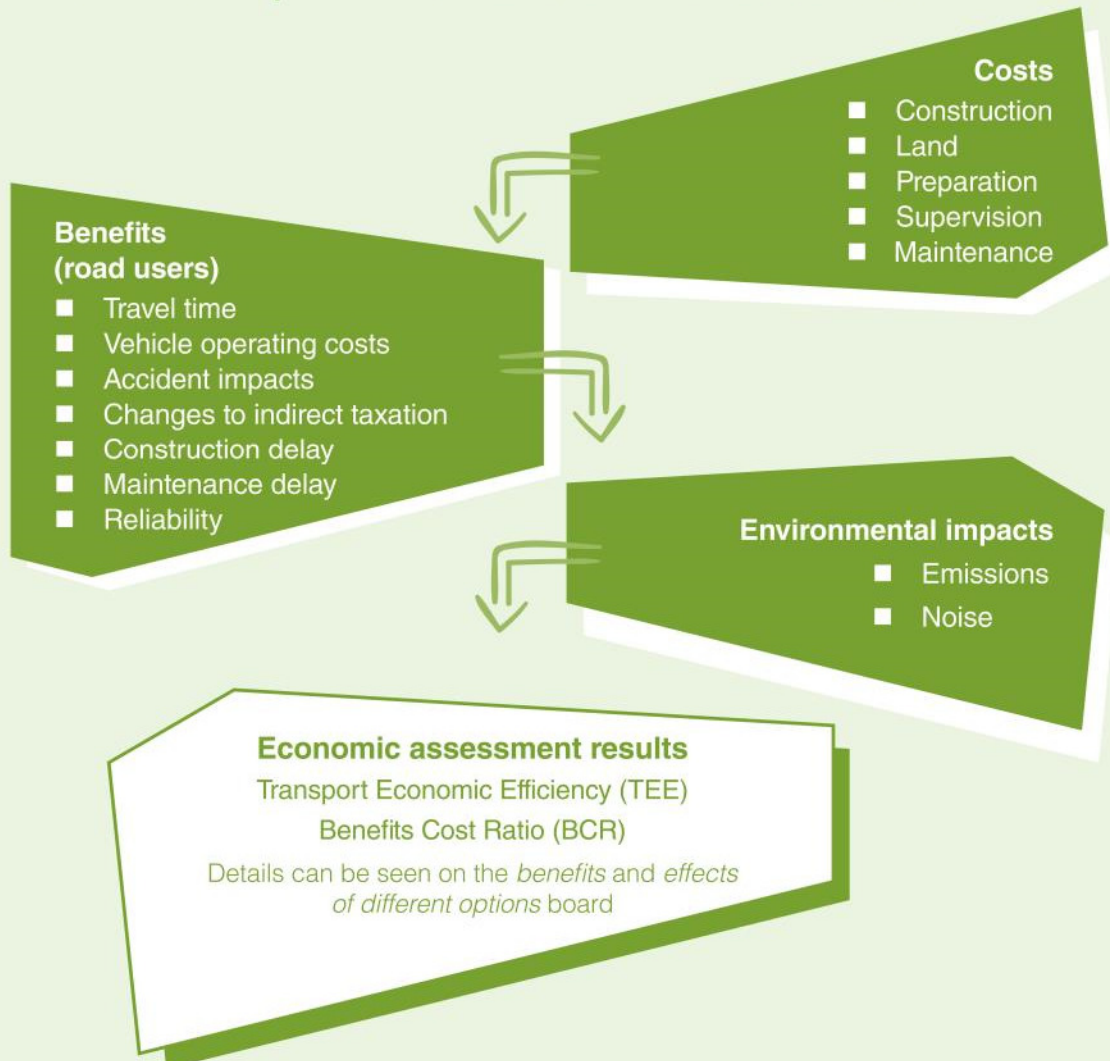 Costs
Construction
Land
Preparation
Supervision
Maintenance
Benefits
(road users)
Travel time
Vehicle operating costs
Accident impacts
Changes to indirect taxation
Construction delay
Maintenance delay
Reliability
Environmental impacts
Emissions
Noise
Economic assessment results
Transport Economic Efficiency (TEE)
Benefits Cost Ratio (BCR)
Details can be seen on the benefits and effects
of different options board